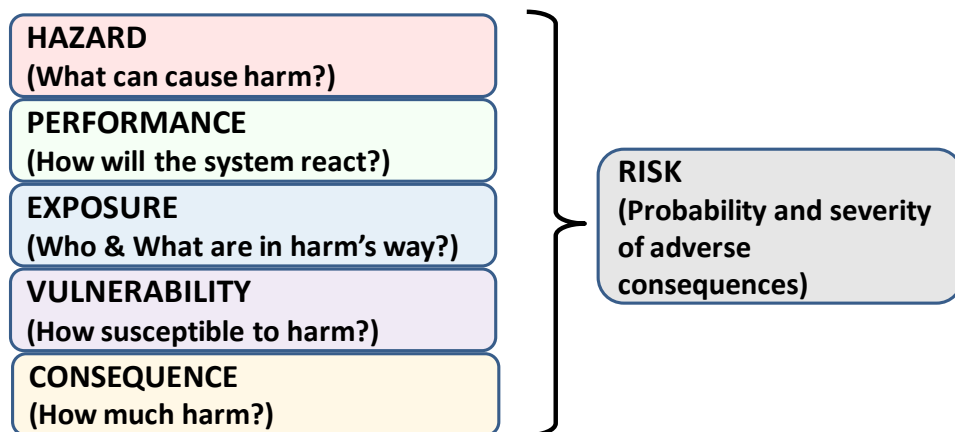 HAZARD
(What can cause harm?)
PERFORMANCE
(How will the system react?)
EXPOSURE
(Who & What are in harm's way?)
VULNERABILITY
(How susceptible to harm?)
CONSEQUENCE
(How much harm?)
RISK
(Probability and severity
of adverse
consequences)